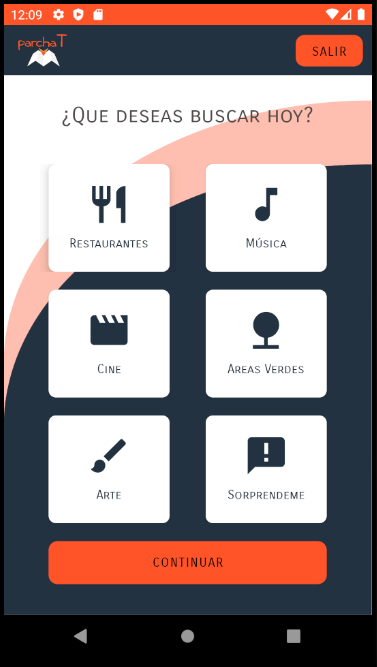 12:09
parchaT
SALIR
¿Que deseas buscar hoy?
Restaurantes
Música
Cine
Areas Verdes
Arte
Sorprendeme
CONTINUAR